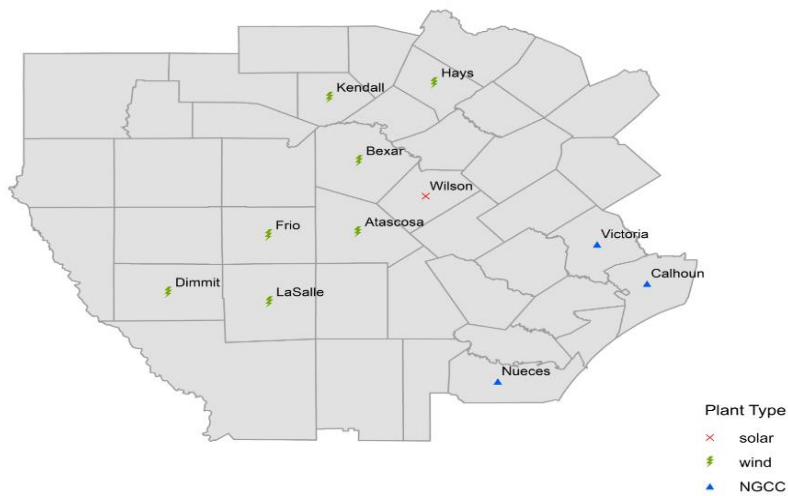 Hays
Kendall
Bexar
Wilson
Atascosa
Frio
Victoria
Calhoun
Dimmit
LaSalle
Nueces
Plant Type
solar
wind
NGCC